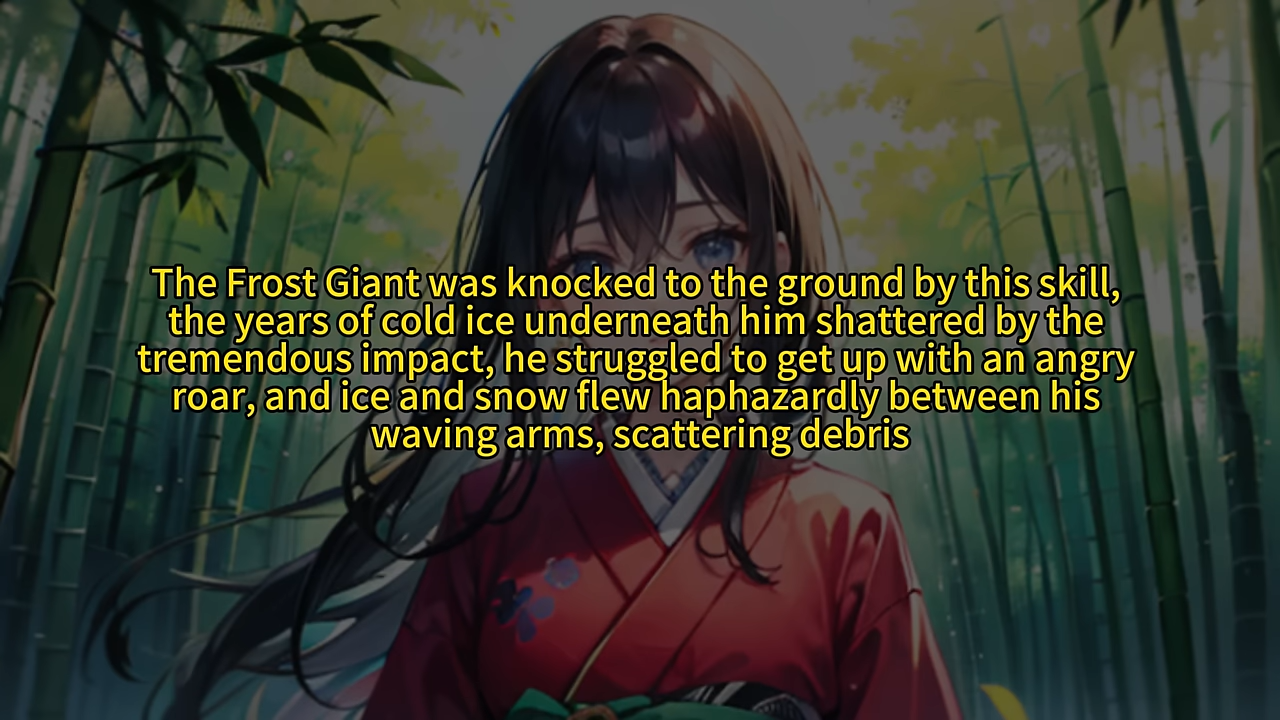 The Frost Giant was knocked to the ground by this skill,
the years of cold ice underneath him shattered by the
tremendous impact, he struggled to get up with an angry
roar, and ice and snow flew haphazardly between his
waving arms, scattering debris